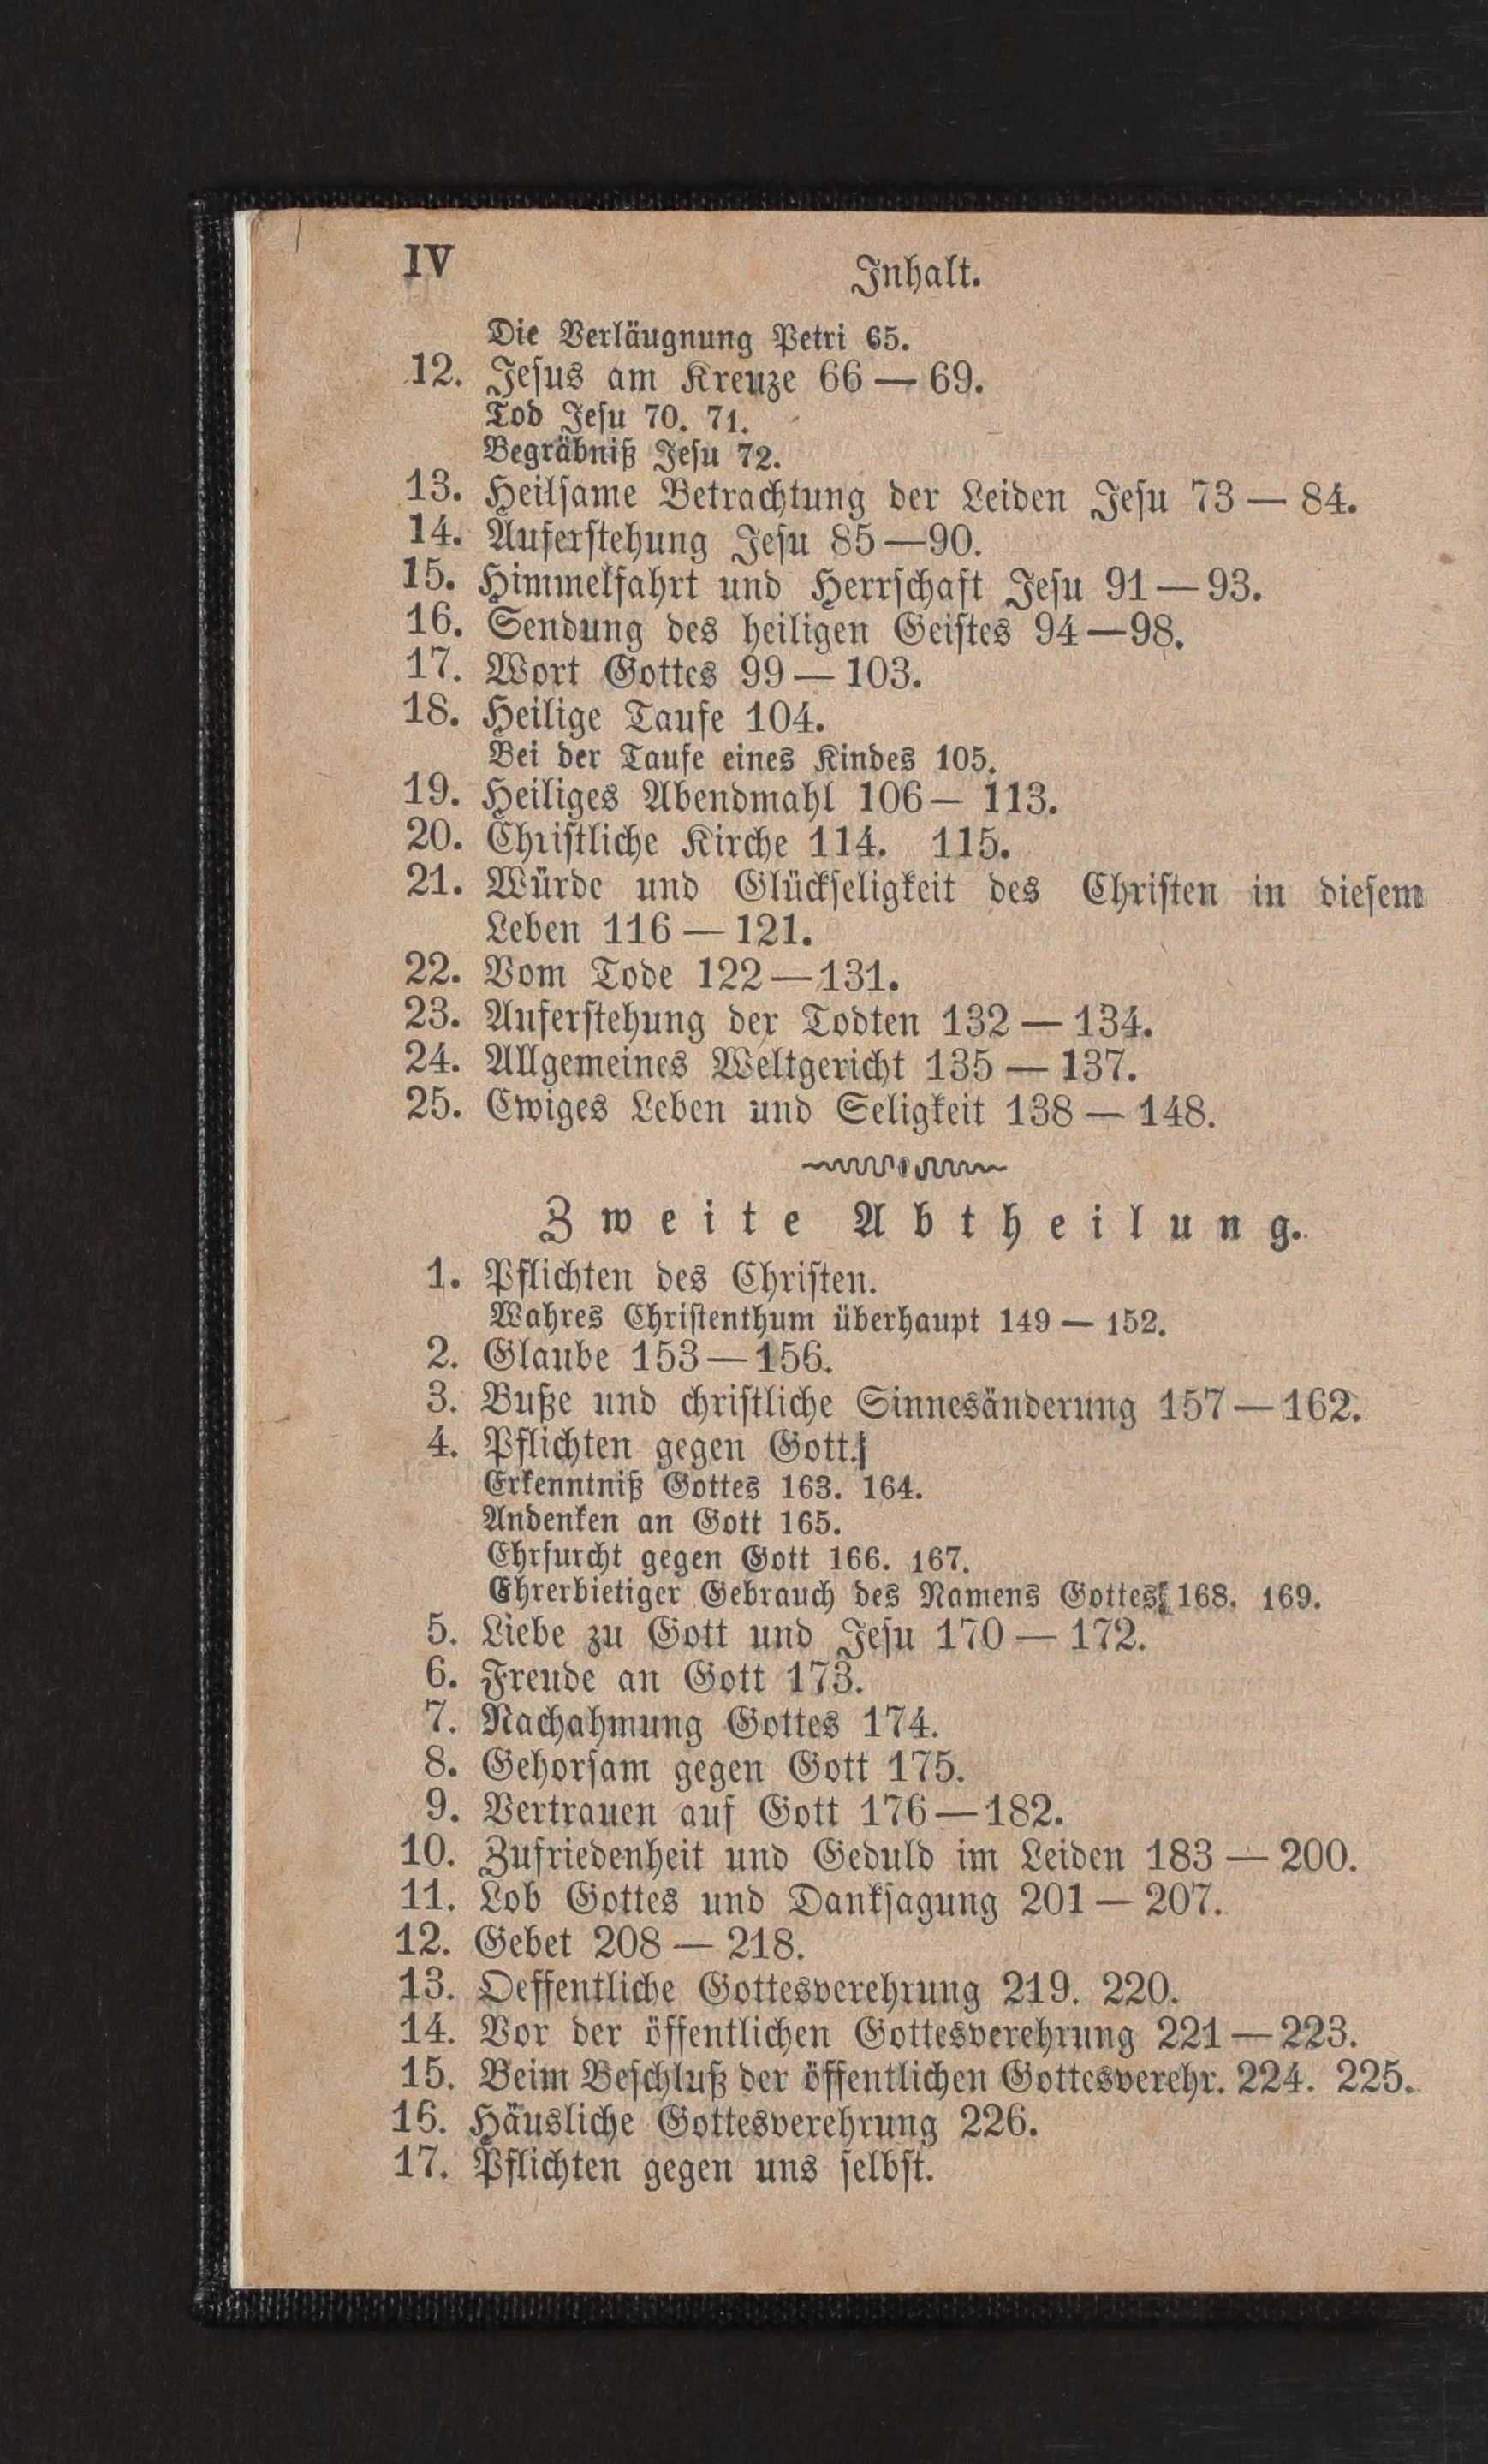 IV
Inhalt.
Die Verläugnung Petri 65.
12. Jesus am Kreuze 66 — 69.
Tod Jesu 70. 71.
Begräbniß Jesu 72.
13. Heilsame Betrachtung der Leiden Jesu 73 — 84.
14. Auferstehung Jesu 85—90.
15. Himmelfahrt und Herrschaft Jesu 91 — 93.
16. Sendung des heiligen Geistes 94—98.
17. Wort Gottes 99 — 103.
18. Heilige Taufe 104.
Bei der Taufe eines Kindes 105.
19. Heiliges Abendmahl 106— 113.
20. Christliche Kirche 114. 115.
21. Würde und Glückseligkeit des Christen in diesem
Leben 116 — 121.
22. Vom Tode 122—131.
23. Auferstehung der Todten 132 — 134.
24. Allgemeines Weltgericht 135 — 137.
25. Ewiges Leben und Seligkeit 138 — 148.
Zweite Abtheilung.
1. Pflichten des Christen.
Wahres Christenthum überhaupt 149 — 152.
2. Glaube 153—156.
3. Buße und christliche Sinnesänderung 157—162.
4. Pflichten gegen Gott.
Erkenntniß Gottes 163. 164.
Andenken an Gott 165.
Ehrfurcht gegen Gott 166. 167.
Ehrerbietiger Gebrauch des Namens Gottes 168. 169.
5. Liebe zu Gott und Jesu 170 — 172.
6. Freude an Gott 173.
7. Nachahmung Gottes 174.
8. Gehorsam gegen Gott 175.
9. Vertrauen auf Gott 176—182.
10. Zufriedenheit und Geduld im Leiden 183 — 200.
11. Lob Gottes und Danksagung 201 — 207.
12. Gebet 208 — 218.
13. Oeffentliche Gottesverehrung 219. 220.
14. Vor der öffentlichen Gottesverehrung 221—223.
15. Beim Beschluß der öffentlichen Gottesverehr. 224. 225.
16. Häusliche Gottesverehrung 226.
17. Pflichten gegen uns selbst.